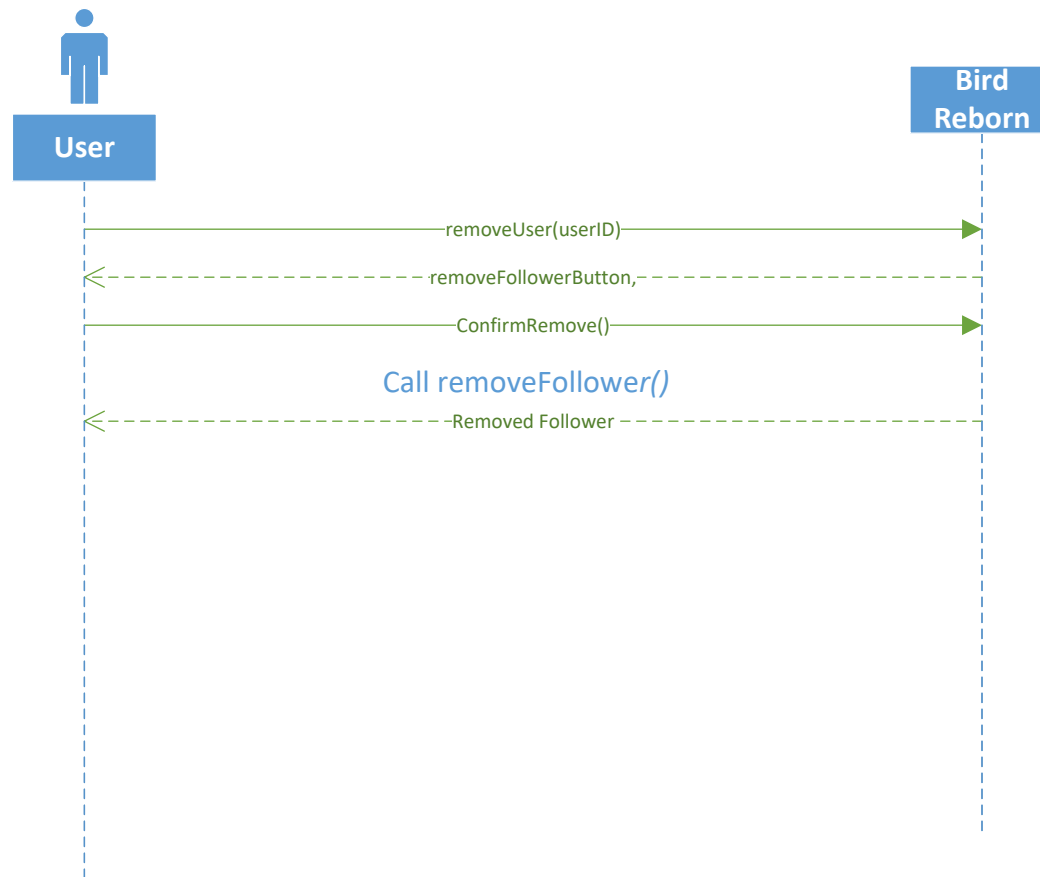 User
Bird
Reborn
removeUser(userID)
removeFollowerButton,
ConfirmRemove()
Call removeFollower()
Removed Follower